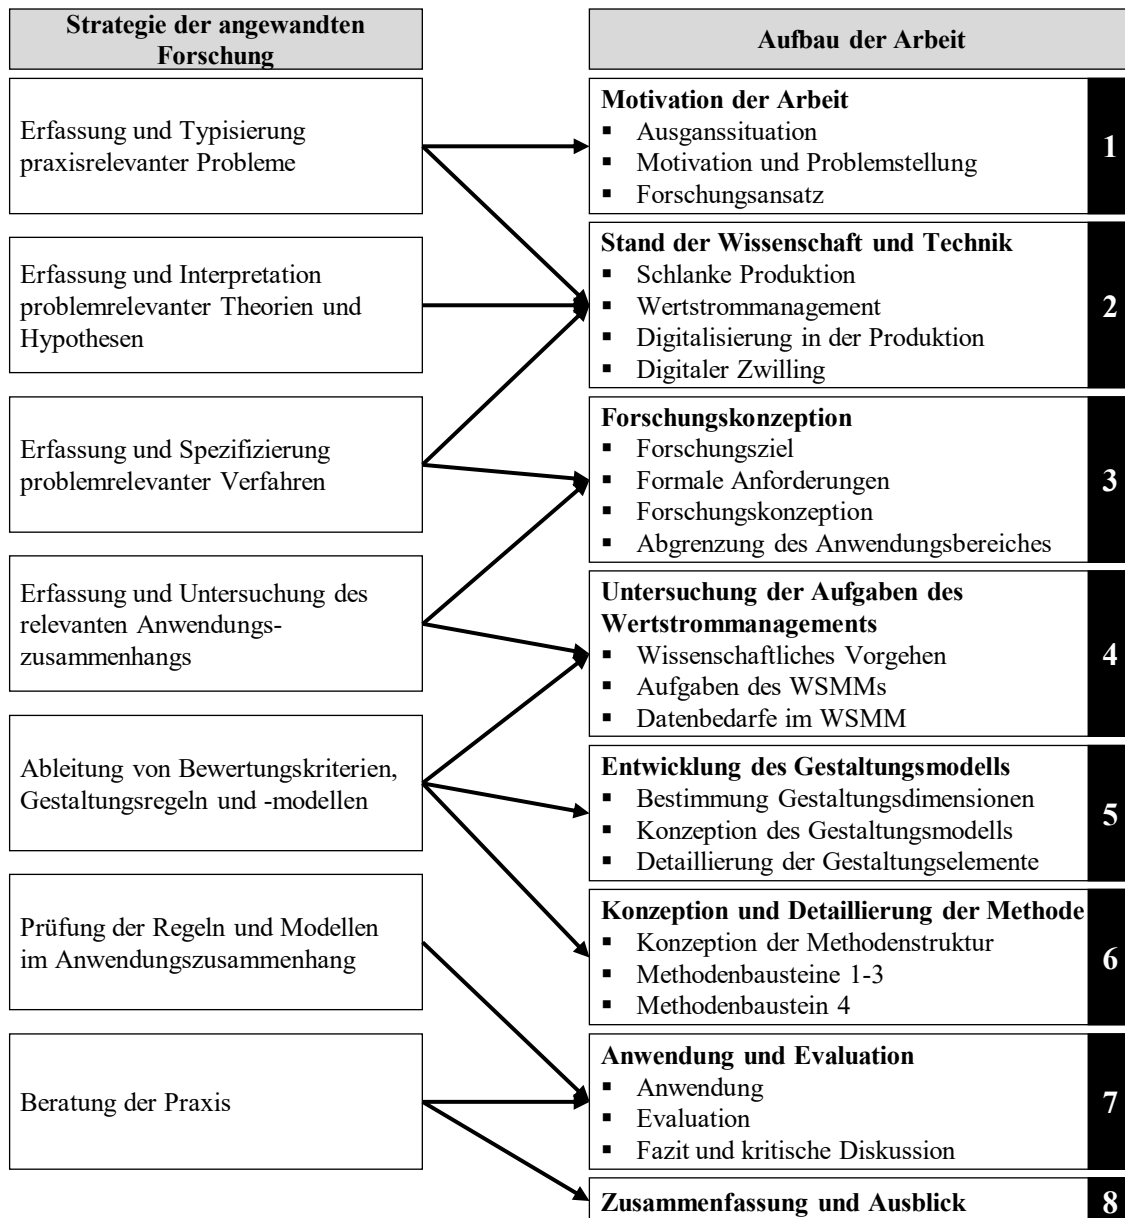 Strategie der angewandten
Forschung
Erfassung und Typisierung
praxisrelevanter Probleme
Erfassung und Interpretation
problemrelevanter Theorien und
Hypothesen
Erfassung und Spezifizierung
problemrelevanter Verfahren
Erfassung und Untersuchung des
relevanten Anwendungs-
zusammenhangs
Ableitung von Bewertungskriterien,
Gestaltungsregeln und -modellen
Prüfung der Regeln und Modellen
im Anwendungszusammenhang
Beratung der Praxis
Aufbau der Arbeit
Motivation der Arbeit
▪ Ausganssituation
▪ Motivation und Problemstellung
▪ Forschungsansatz
1
Stand der Wissenschaft und Technik
▪ Schlanke Produktion
▪ Wertstrommanagement
▪ Digitalisierung in der Produktion
▪ Digitaler Zwilling
2
Forschungskonzeption
▪ Forschungsziel
▪ Formale Anforderungen
▪ Forschungskonzeption
▪ Abgrenzung des Anwendungsbereiches
3
Untersuchung der Aufgaben des
Wertstrommanagements
▪ Wissenschaftliches Vorgehen
▪ Aufgaben des WSMMs
▪ Datenbedarfe im WSMM
4
Entwicklung des Gestaltungsmodells
▪ Bestimmung Gestaltungsdimensionen
▪ Konzeption des Gestaltungsmodells
▪ Detaillierung der Gestaltungselemente
5
Konzeption und Detaillierung der Methode
▪ Konzeption der Methodenstruktur
▪ Methodenbausteine 1-3
▪ Methodenbaustein 4
6
Anwendung und Evaluation
▪ Anwendung
▪ Evaluation
▪ Fazit und kritische Diskussion
7
Zusammenfassung und Ausblick
8